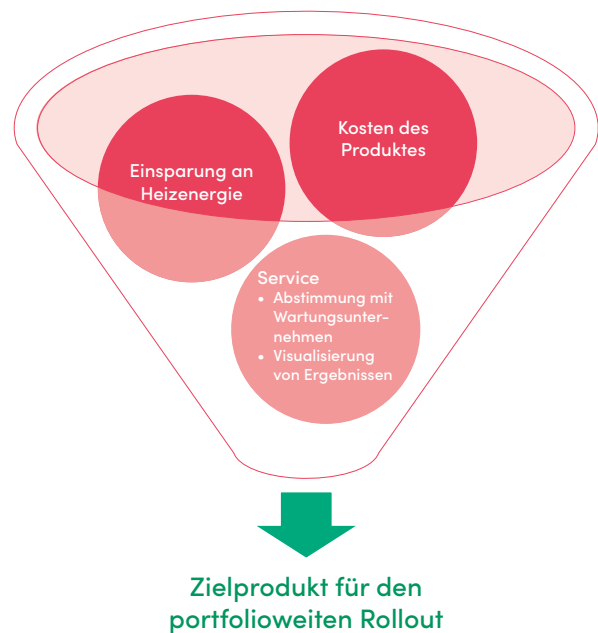 Kosten des
Produktes
Einsparung an
Heizenergie
Service
• Abstimmung mit
Wartungsunter-
nehmen
• Visualisierung
von Ergebnissen
Zielprodukt für den
portfolioweiten Rollout